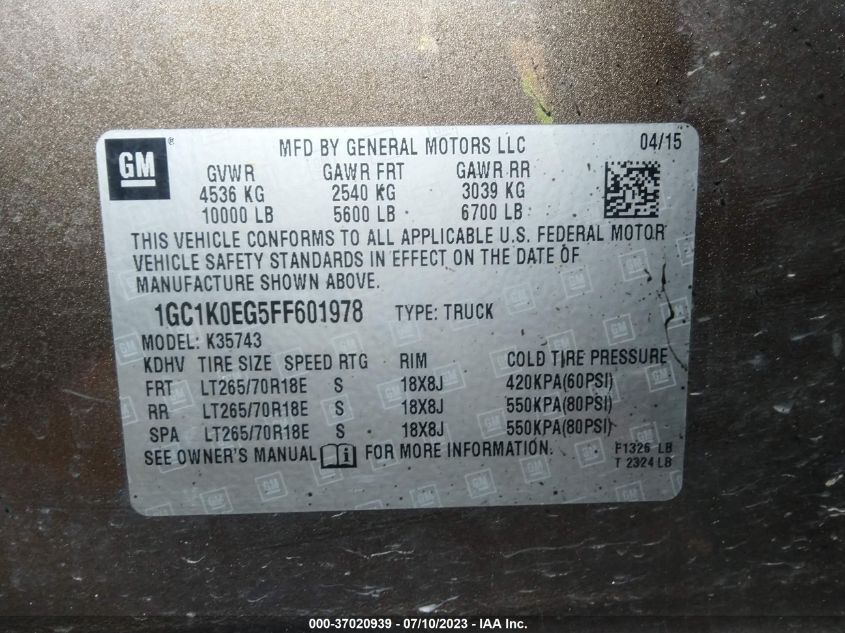 GM ®
MFD BY GENERAL MOTORS LLC 04/15
GVWR GAWR FRT GAWR RR
4536 KG 2540 KG 3039 KG
10000 LB 5600 LB 6700 LB
THIS VEHICLE CONFORMS TO ALL APPLICABLE U.S. FEDERAL MOTOR
VEHICLE SAFETY STANDARDS IN EFFECT ON THE DATE OF
MANUFACTURE SHOWN ABOVE.
1GC1K0EG5FF601978 TYPE: TRUCK
MODEL: K35743
KDHV TIRE SIZE SPEED RTG RIM COLD TIRE PRESSURE
FRT LT265/70R18E S 18X8J 420KPA(60PSI)
RR LT265/70R18E S 18X8J 550KPA(80PSI)
SPA LT265/70R18E S 18X8J 550KPA(80PSI)
SEE OWNER'S MANUAL i FOR MORE INFORMATION. F1326 LB
T 2324 LB
000-37020939 - 07/10/2023 - IAA Inc.